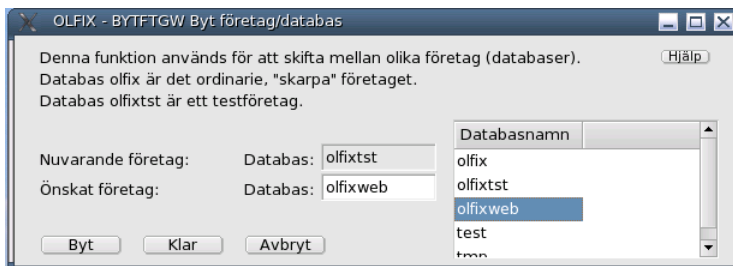 OLFIX - BYTFTGW Byt företag/databas
Denna funktion används för att skifta mellan olika företag (databaser).
Hjälp
Databas olfix är det ordinarie, "skarpa" företaget.
Databas olfixtst är ett testföretag.
Databasnamn
Nuvarande företag: Databas: olfixtst
Önskat företag: Databas: olfixweb
olfix
olfixtst
olfixweb
test
tmp
Byt Klar Avbryt